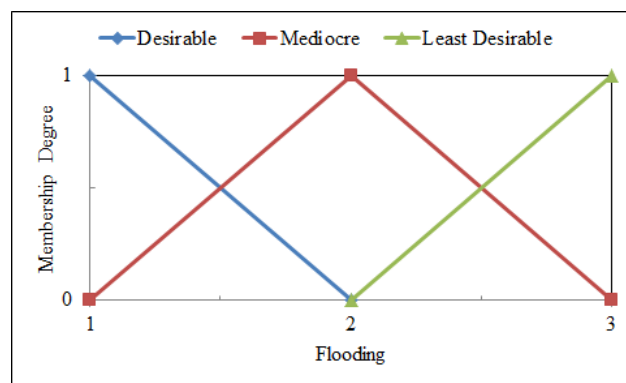 Desirable Mediocre Least Desirable
1
Membership Degree
0
1 2 3
Flooding